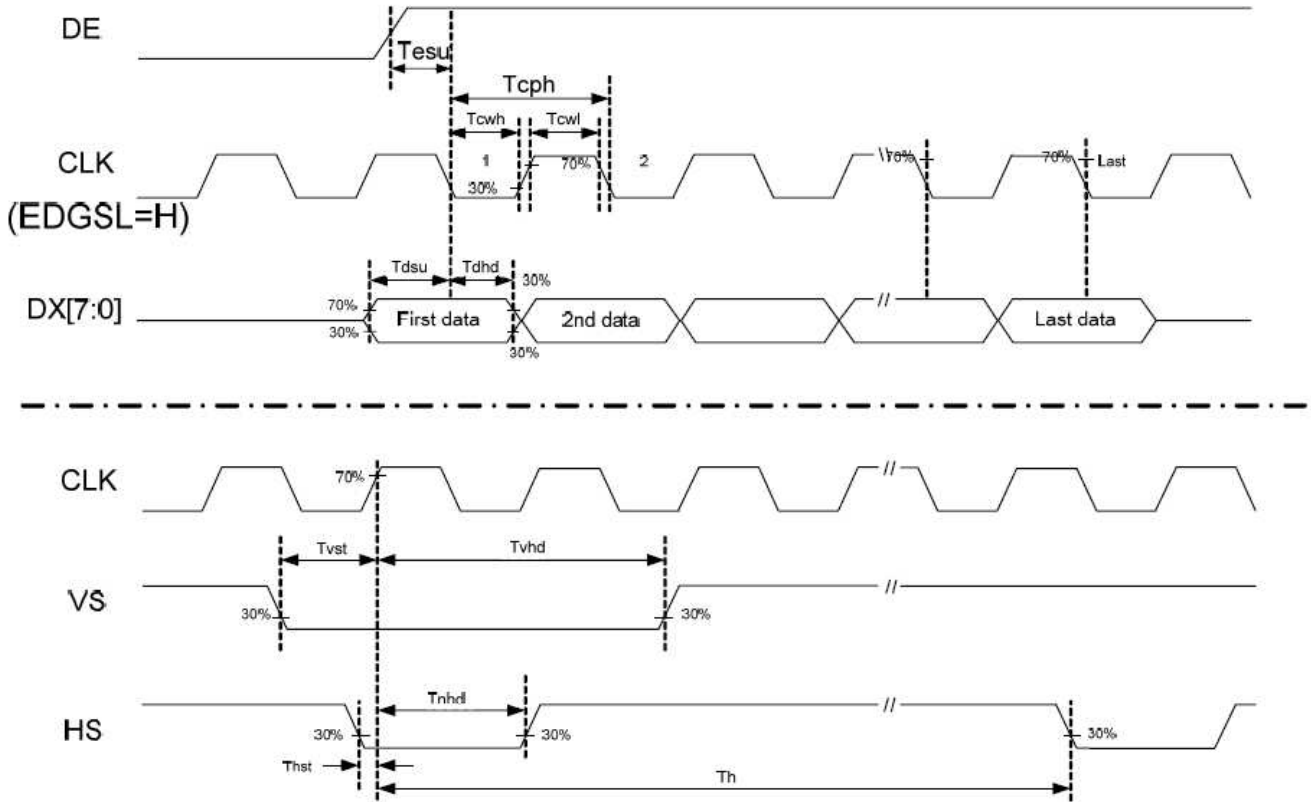 DE
Tesu
Tcph
Tcwh
Tcwl
CLK
(EDGSL=H)
1
70%
2
30%
\\
70%
70%
Last
Tdsu
Tdhd
30%
DX[7:0]
70%
30%
First data
2nd data
//
Last data
30%
CLK
70%
//
Tvst
Tvhd
VS
30%
30%
//
Tnhd
HS
30%
30%
//
30%
Thst
Th